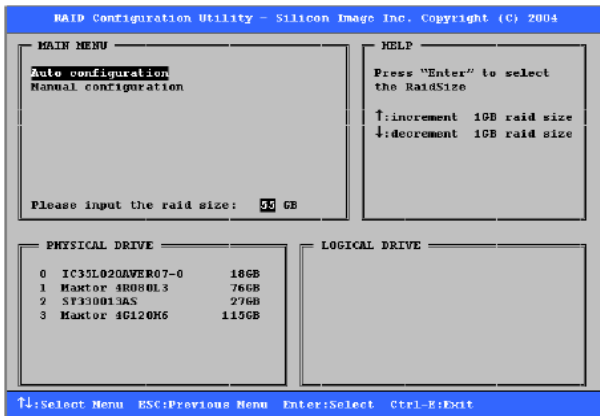 RAID Configuration Utility - Silicon Image Inc. Copyright (C) 2004
MAIN MENU
Auto configuration
Manual configuration
Please input the raid size: 55 GB
HELP
Press "Enter" to select
the RaidSize
↑:increment 1GB raid size
↓:decrement 1GB raid size
PHYSICAL DRIVE
0 IC35L020AVER07-0 18GB
1 Maxtor 4R080L3 76GB
2 ST330013AS 27GB
3 Maxtor 4G120H6 115GB
LOGICAL DRIVE
↑↓:Select Menu ESC:Previous Menu Enter:Select Ctrl-E:Exit